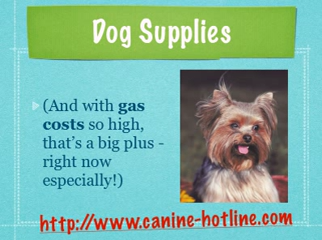 Dog Supplies
(And with gas
costs so high,
that's a big plus -
right now
especially!)
http://www.canine-hotline.com